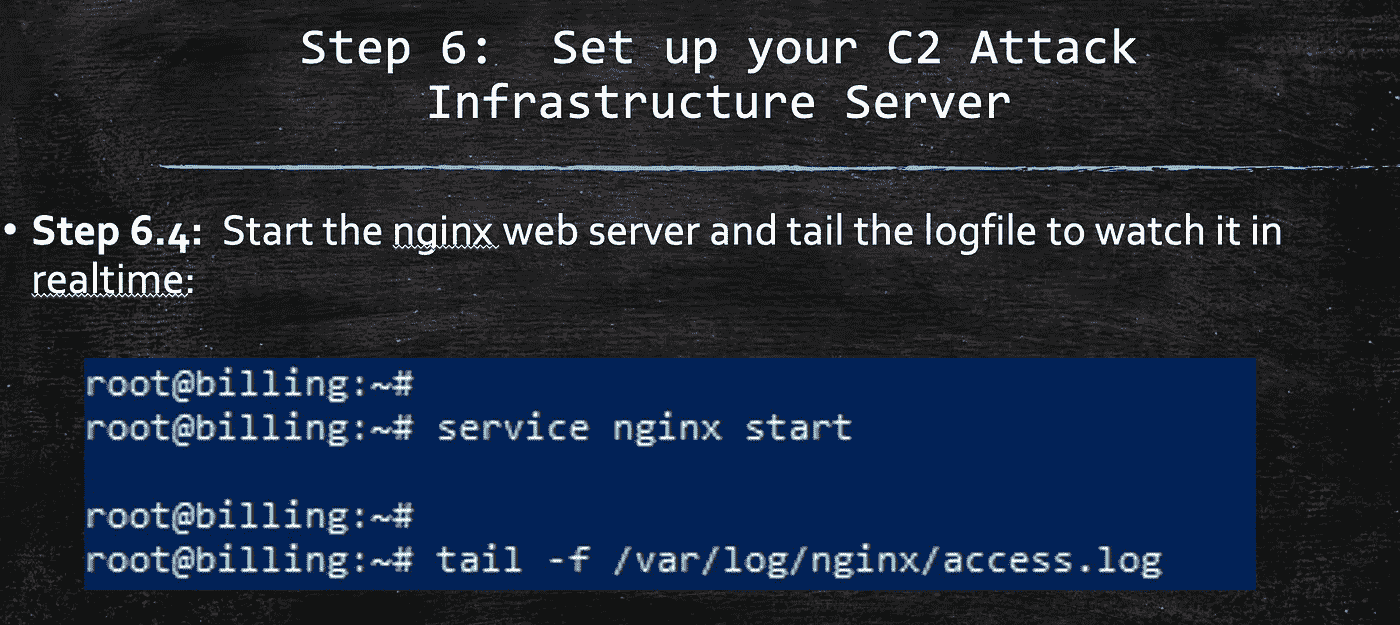 Step 6:  Set up your C2 Attack
Infrastructure Server
• Step 6.4:  Start the nginx web server and tail the logfile to watch it in
realtime:
root@billing:~#
root@billing:~# service nginx start
root@billing:~#
root@billing:~# tail -f /var/log/nginx/access.log